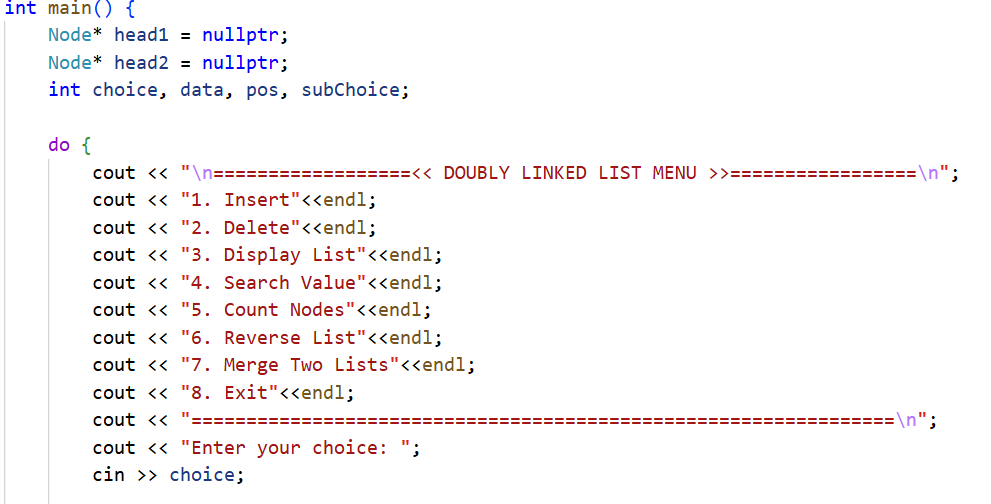 int main() {
    Node* head1 = nullptr;
    Node* head2 = nullptr;
    int choice, data, pos, subChoice;
    do {
        cout << "\n==================<< DOUBLY LINKED LIST MENU >>=================\n";
        cout << "1. Insert"<<endl;
        cout << "2. Delete"<<endl;
        cout << "3. Display List"<<endl;
        cout << "4. Search Value"<<endl;
        cout << "5. Count Nodes"<<endl;
        cout << "6. Reverse List"<<endl;
        cout << "7. Merge Two Lists"<<endl;
        cout << "8. Exit"<<endl;
        cout << "================================================================\n";
        cout << "Enter your choice: ";
        cin >> choice;